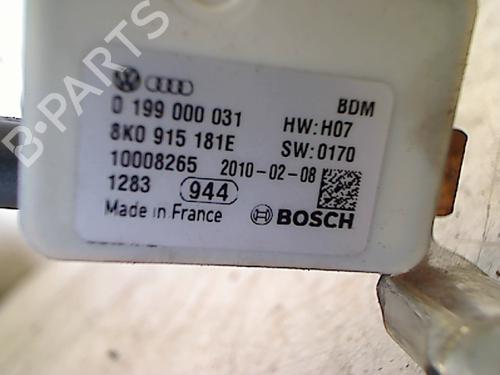 BDM
0 199 000 031 HW:H07
8K0 915 181E SW:0170
10008265 2010-02-08
1283 944
Made in France BOSCH
B-PARTS